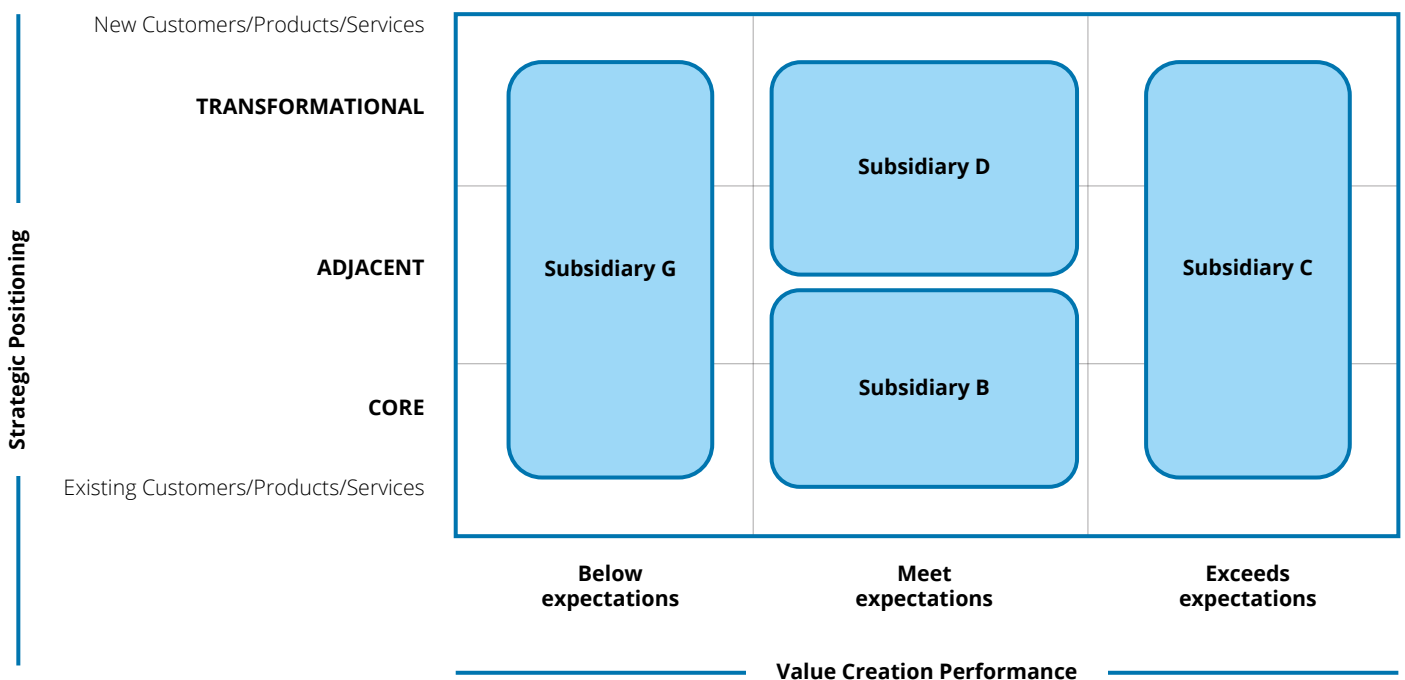 New Customers/Products/Services
TRANSFORMATIONAL
Subsidiary D
Strategic Positioning
ADJACENT
Subsidiary G
Subsidiary C
Subsidiary B
CORE
Existing Customers/Products/Services
Below
expectations
Meet
expectations
Exceeds
expectations
Value Creation Performance